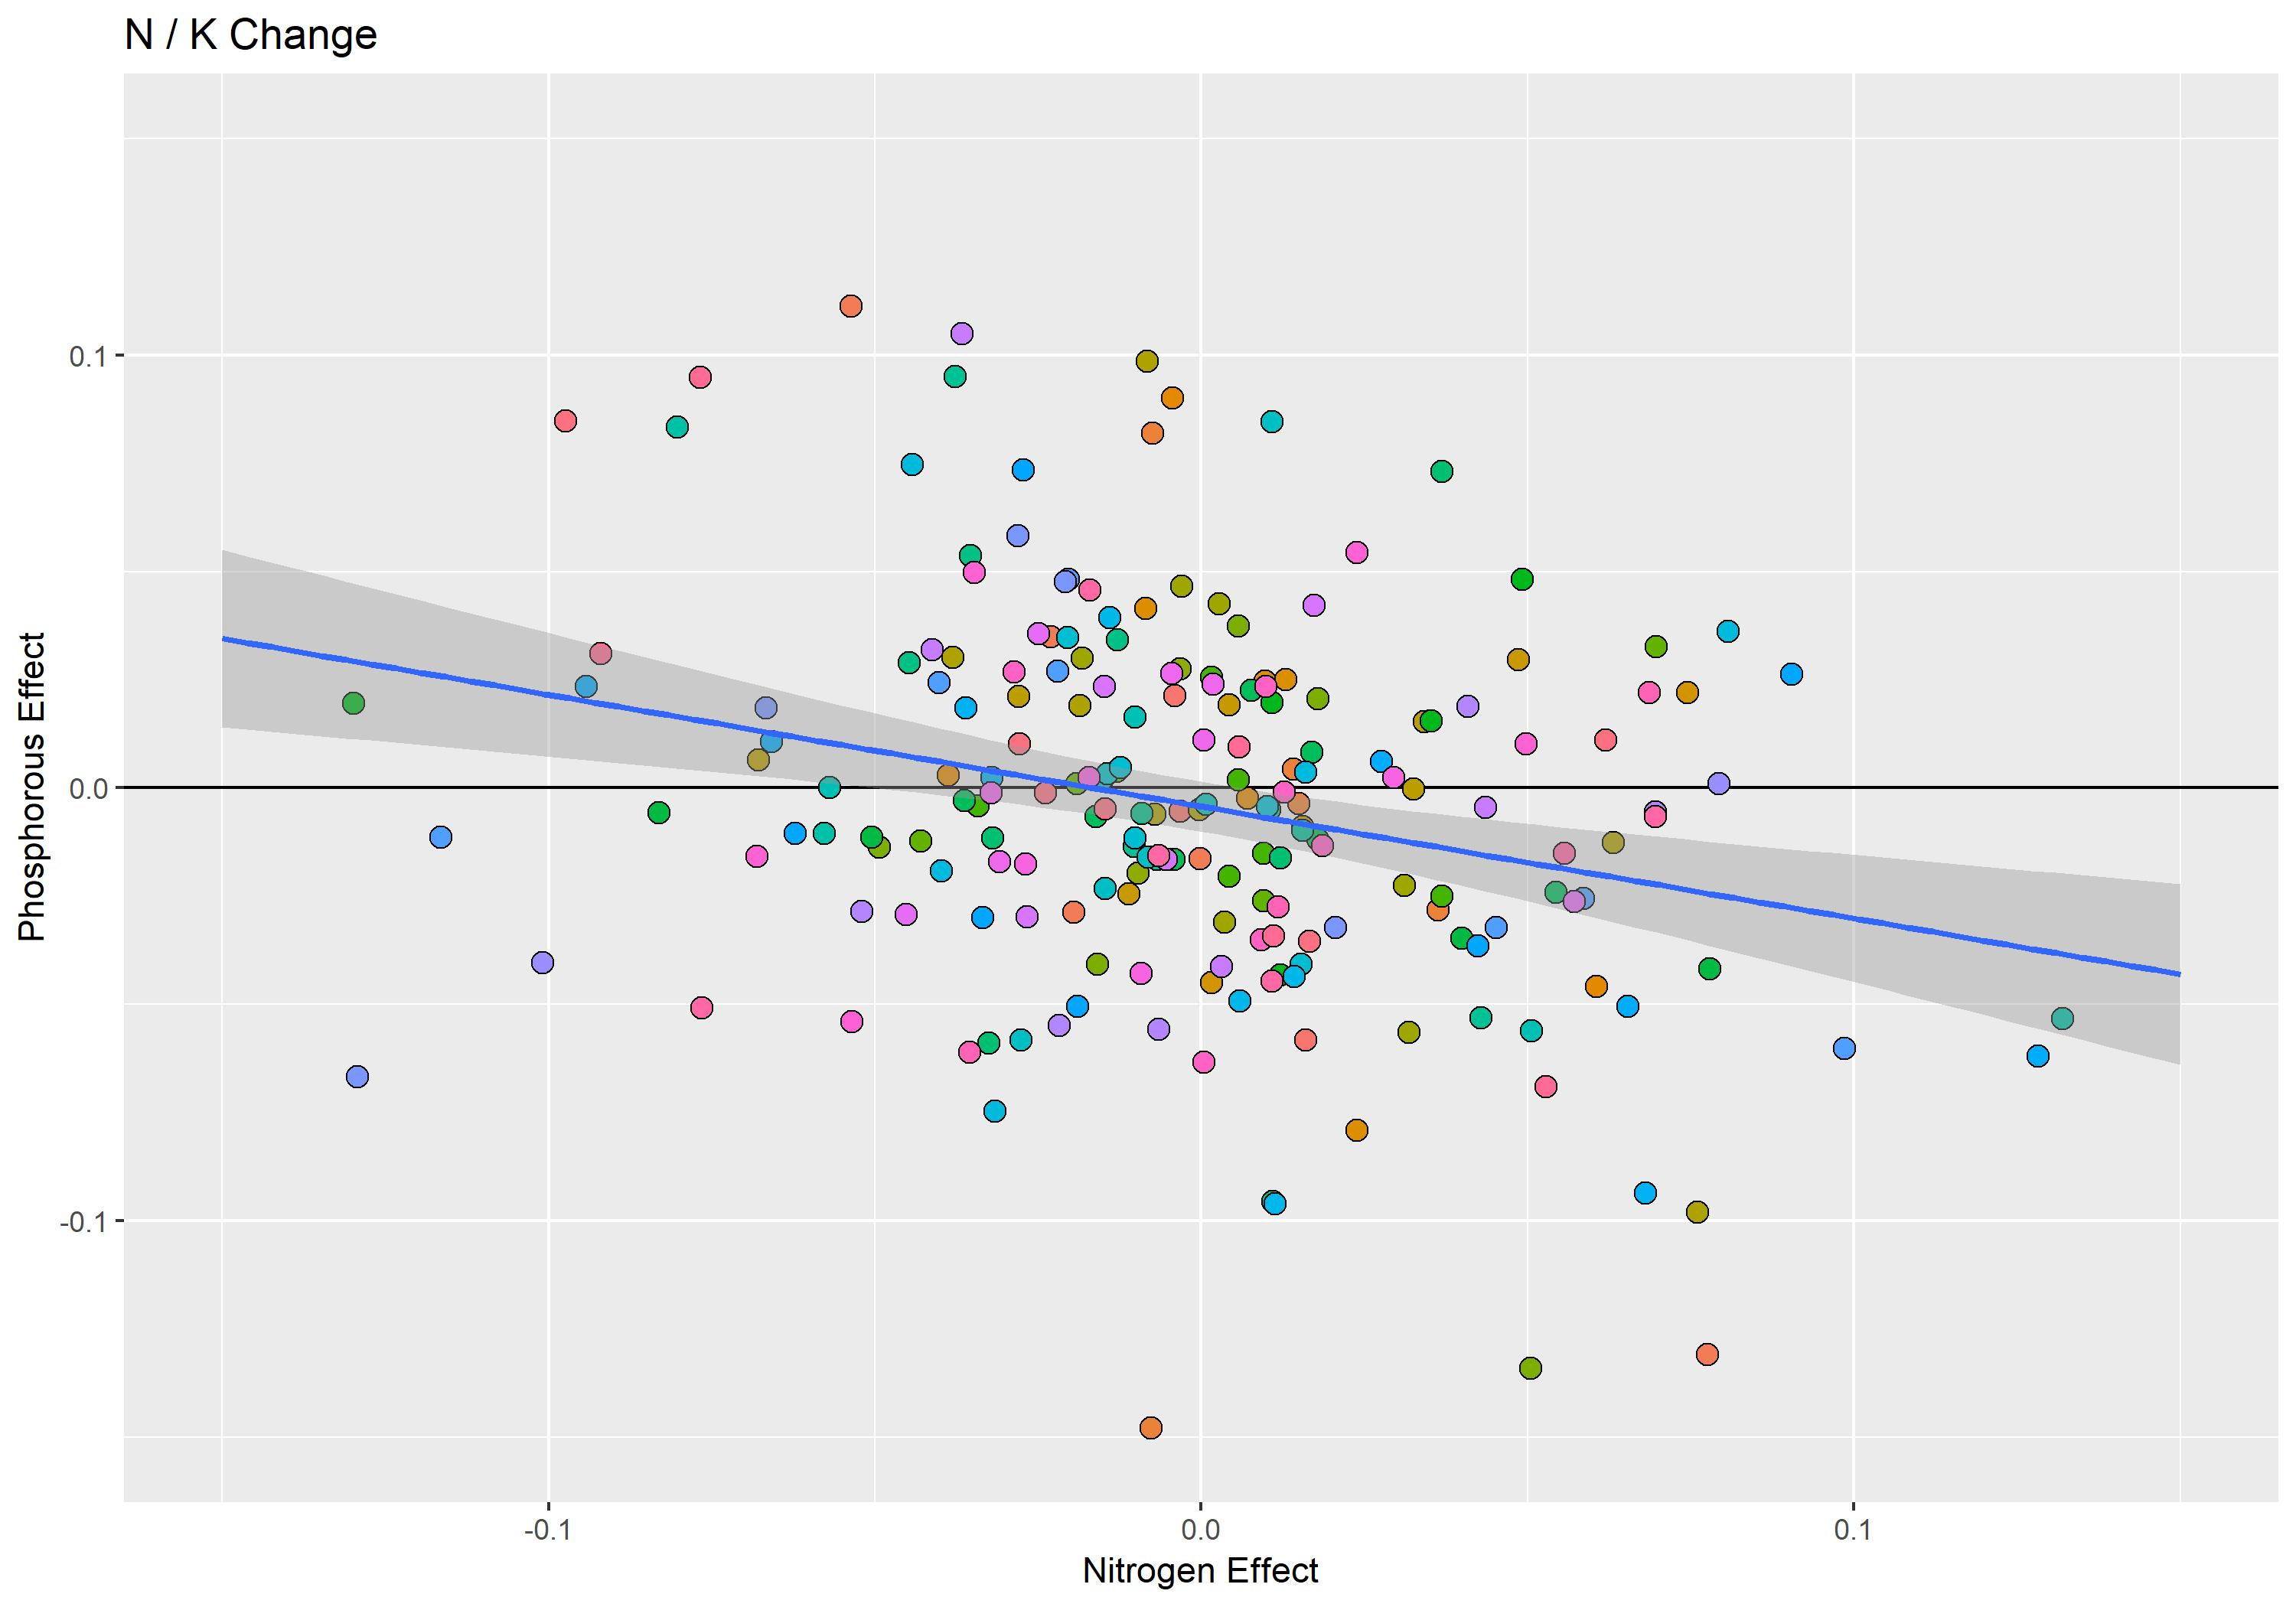 N / K Change
Phosphorous Effect
0.1
0.0
-0.1
-0.1
0.0
0.1
Nitrogen Effect